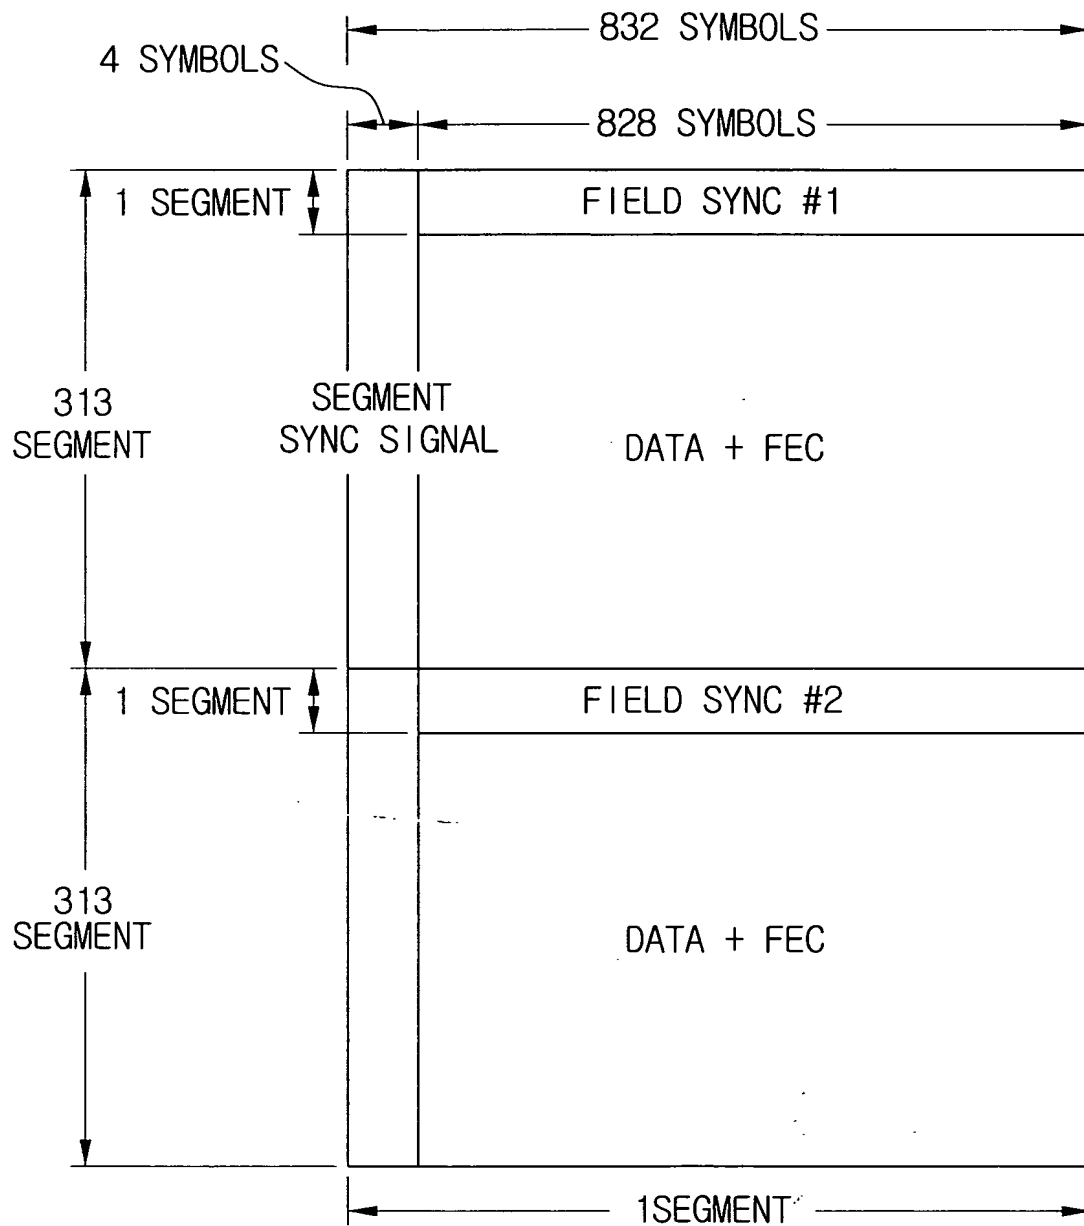 832 SYMBOLS
4 SYMBOLS
828 SYMBOLS
1 SEGMENT
FIELD SYNC #1
313
SEGMENT
SEGMENT
SYNC SIGNAL
DATA + FEC
1 SEGMENT
FIELD SYNC #2
313
SEGMENT
DATA + FEC
1SEGMENT